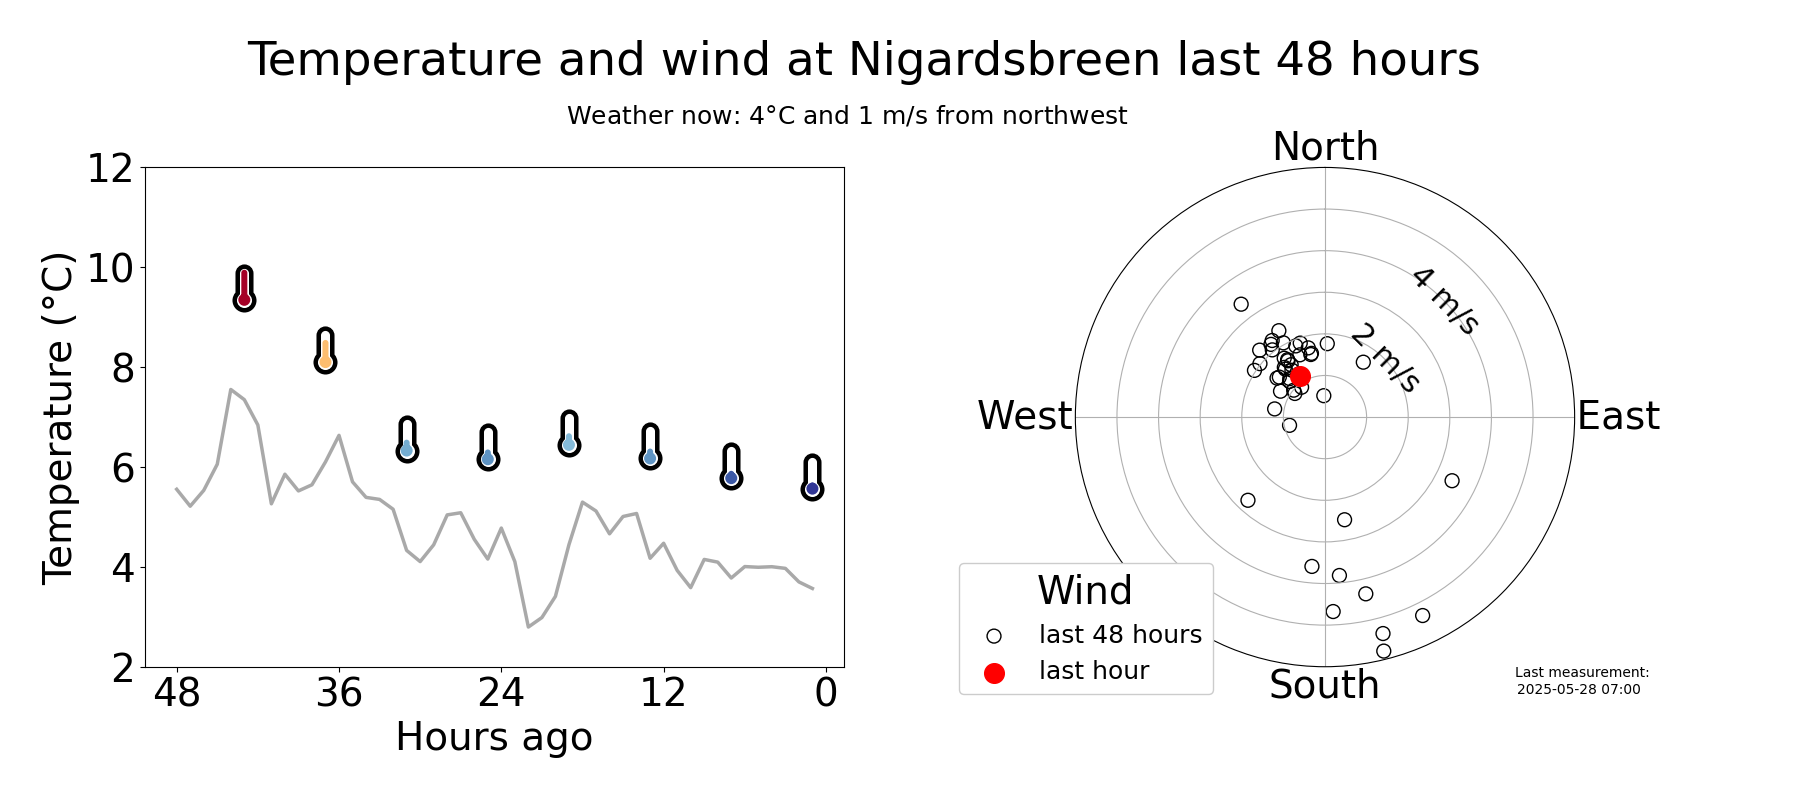 Temperature and wind at Nigardsbreen last 48 hours
Weather now: 4°C and 1 m/s from northwest
Temperature (°C)
12
10
8
6
4
2
48 36 24 12 0
Hours ago
North
West
East
South
4 m/s
2 m/s
Wind
last 48 hours
last hour
Last measurement:
2025-05-28 07:00